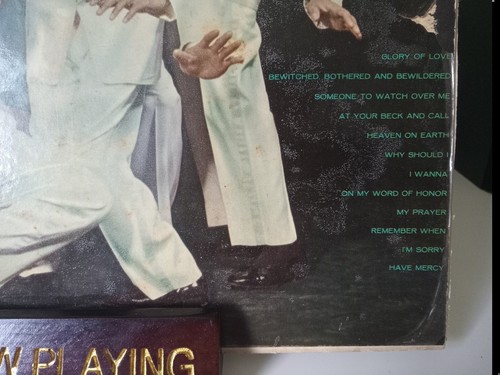 GLORY OF LOVE
BEWITCHED, BOTHERED AND BEWILDERED
SOMEONE TO WATCH OVER ME
AT YOUR BECK AND CALL
HEAVEN ON EARTH
WHY SHOULD I
I WANNA
ON MY WORD OF HONOR
MY PRAYER
REMEMBER WHEN
I'M SORRY
HAVE MERCY
W PLAYING